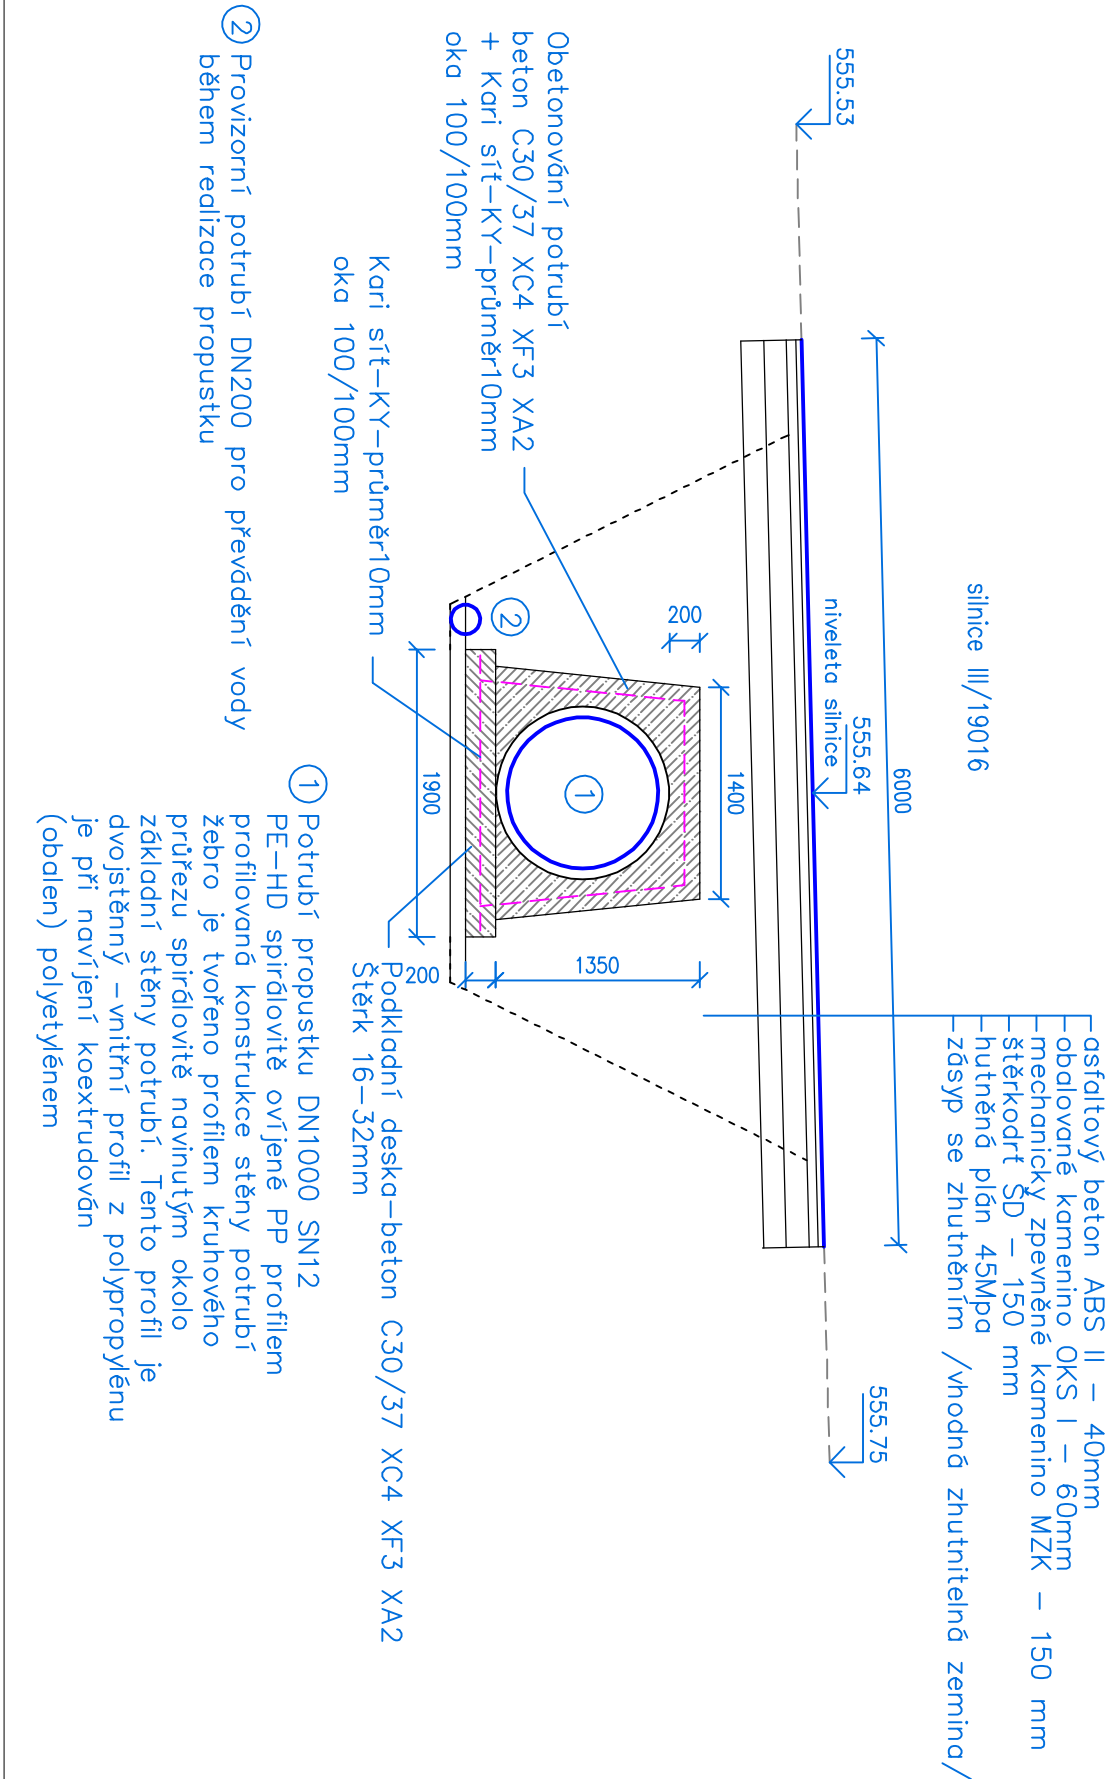 asfaltový beton ABS II – 40mm
obalované kamenino OKS I – 60mm
mechanicky zpevněné kamenino MZK – 150 mm
štěrkodrť ŠD – 150 mm
hutněná pláň 45Mpa
zásyp se zhutněním /vhodná zhutnitelná zemina/
silnice III/19016
6000
555.53
555.64
niveleta silnice
555.75
1400
200
1350
200
1900
1
2
Obetonování potrubí
beton C30/37 XC4 XF3 XA2
+ Kari síť-KY-průměr10mm
oka 100/100mm
Kari síť-KY-průměr10mm
oka 100/100mm
Podkladní deska-beton C30/37 XC4 XF3 XA2
Štěrk 16-32mm
1 Potrubí propustku DN1000 SN12
PE-HD spirálovitě ovíjené PP profilem
profilovaná konstrukce stěny potrubí
žebro je tvořeno profilem kruhového
průřezu spirálovitě navinutým okolo
základní stěny potrubí. Tento profil je
dvojstěnný -vnitřní profil z polypropylénu
je při navíjení koextrudován
(obalen) polyetylénem
2 Provizorní potrubí DN200 pro převádění vody
během realizace propustku